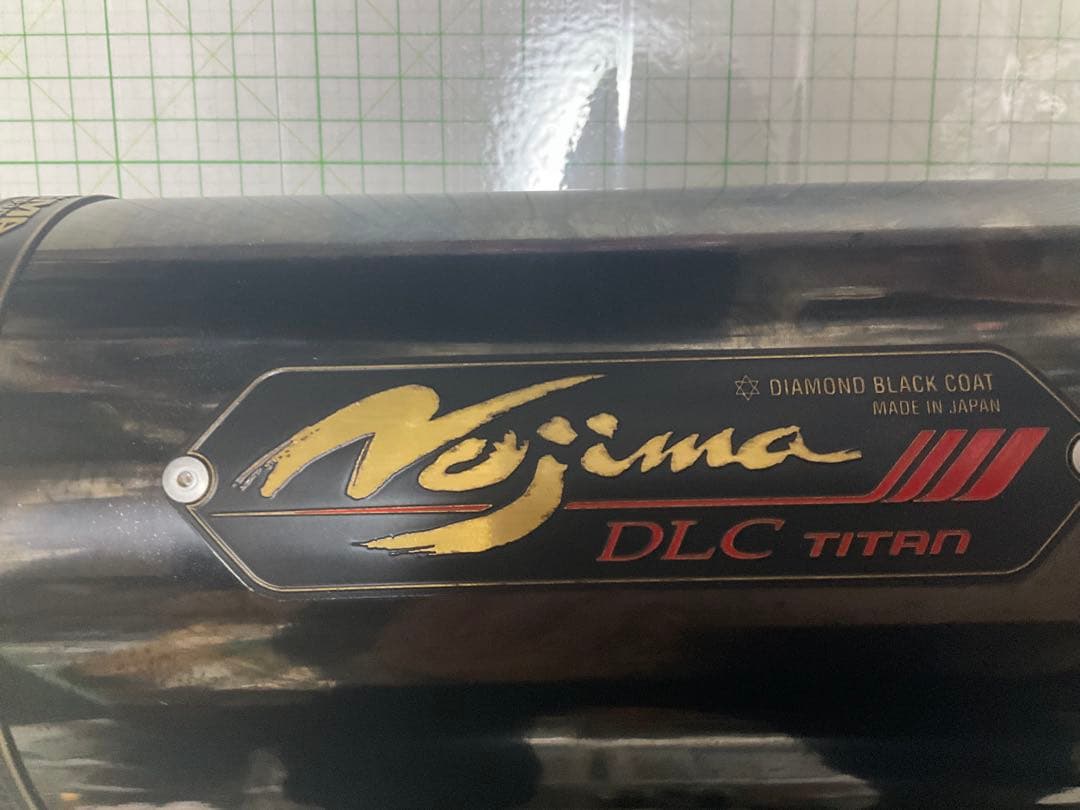 DIAMOND BLACK COAT
MADE IN JAPAN
Nojima
DLC TITAN